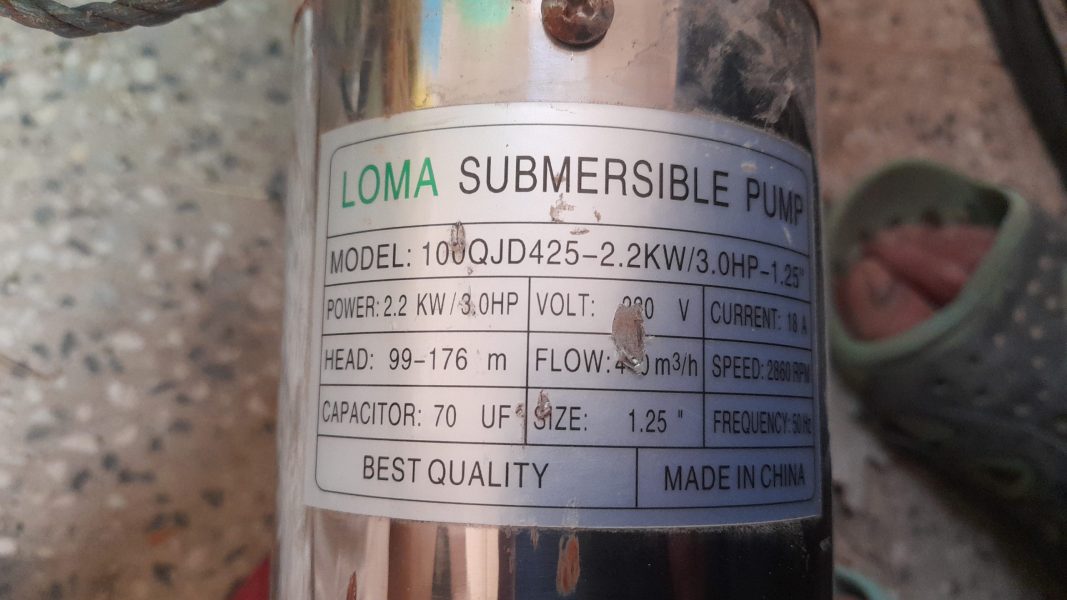 LOMA SUBMERSIBLE PUMP
MODEL: 100QJD425-2.2KW/3.0HP-1.25"
POWER: 2.2 KW/3.0HP VOLT: V CURRENT: 18 A
HEAD: 99-176 m FLOW: m3/h SPEED: 2860 RPM
CAPACITOR: 70 UF SIZE: 1.25 " FREQUENCY: 50 Hz
BEST QUALITY MADE IN CHINA